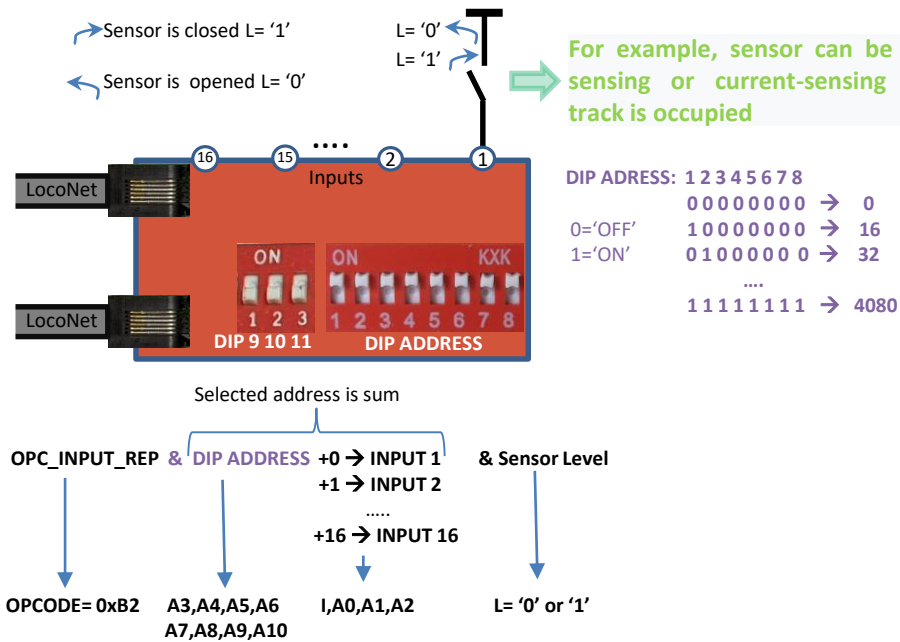 Sensor is closed L= ‘1’
Sensor is opened L= ‘0’
L= ‘0’
L= ‘1’
For example, sensor can be
sensing or current-sensing
track is occupied
16
15
....
2
1
Inputs
LocoNet
LocoNet
ON
1 2 3
DIP 9 10 11
ON KXK
1 2 3 4 5 6 7 8
DIP ADDRESS
DIP ADRESS: 1 2 3 4 5 6 7 8
0 0 0 0 0 0 0 0 → 0
0=‘OFF’ 1 0 0 0 0 0 0 0 → 16
1=‘ON’ 0 1 0 0 0 0 0 0 → 32
....
1 1 1 1 1 1 1 1 → 4080
Selected address is sum
OPC_INPUT_REP & DIP ADDRESS +0 → INPUT 1 & Sensor Level
+1 → INPUT 2
.....
+16 → INPUT 16
OPCODE= 0xB2 A3,A4,A5,A6 I,A0,A1,A2 L= ‘0’ or ‘1’
A7,A8,A9,A10